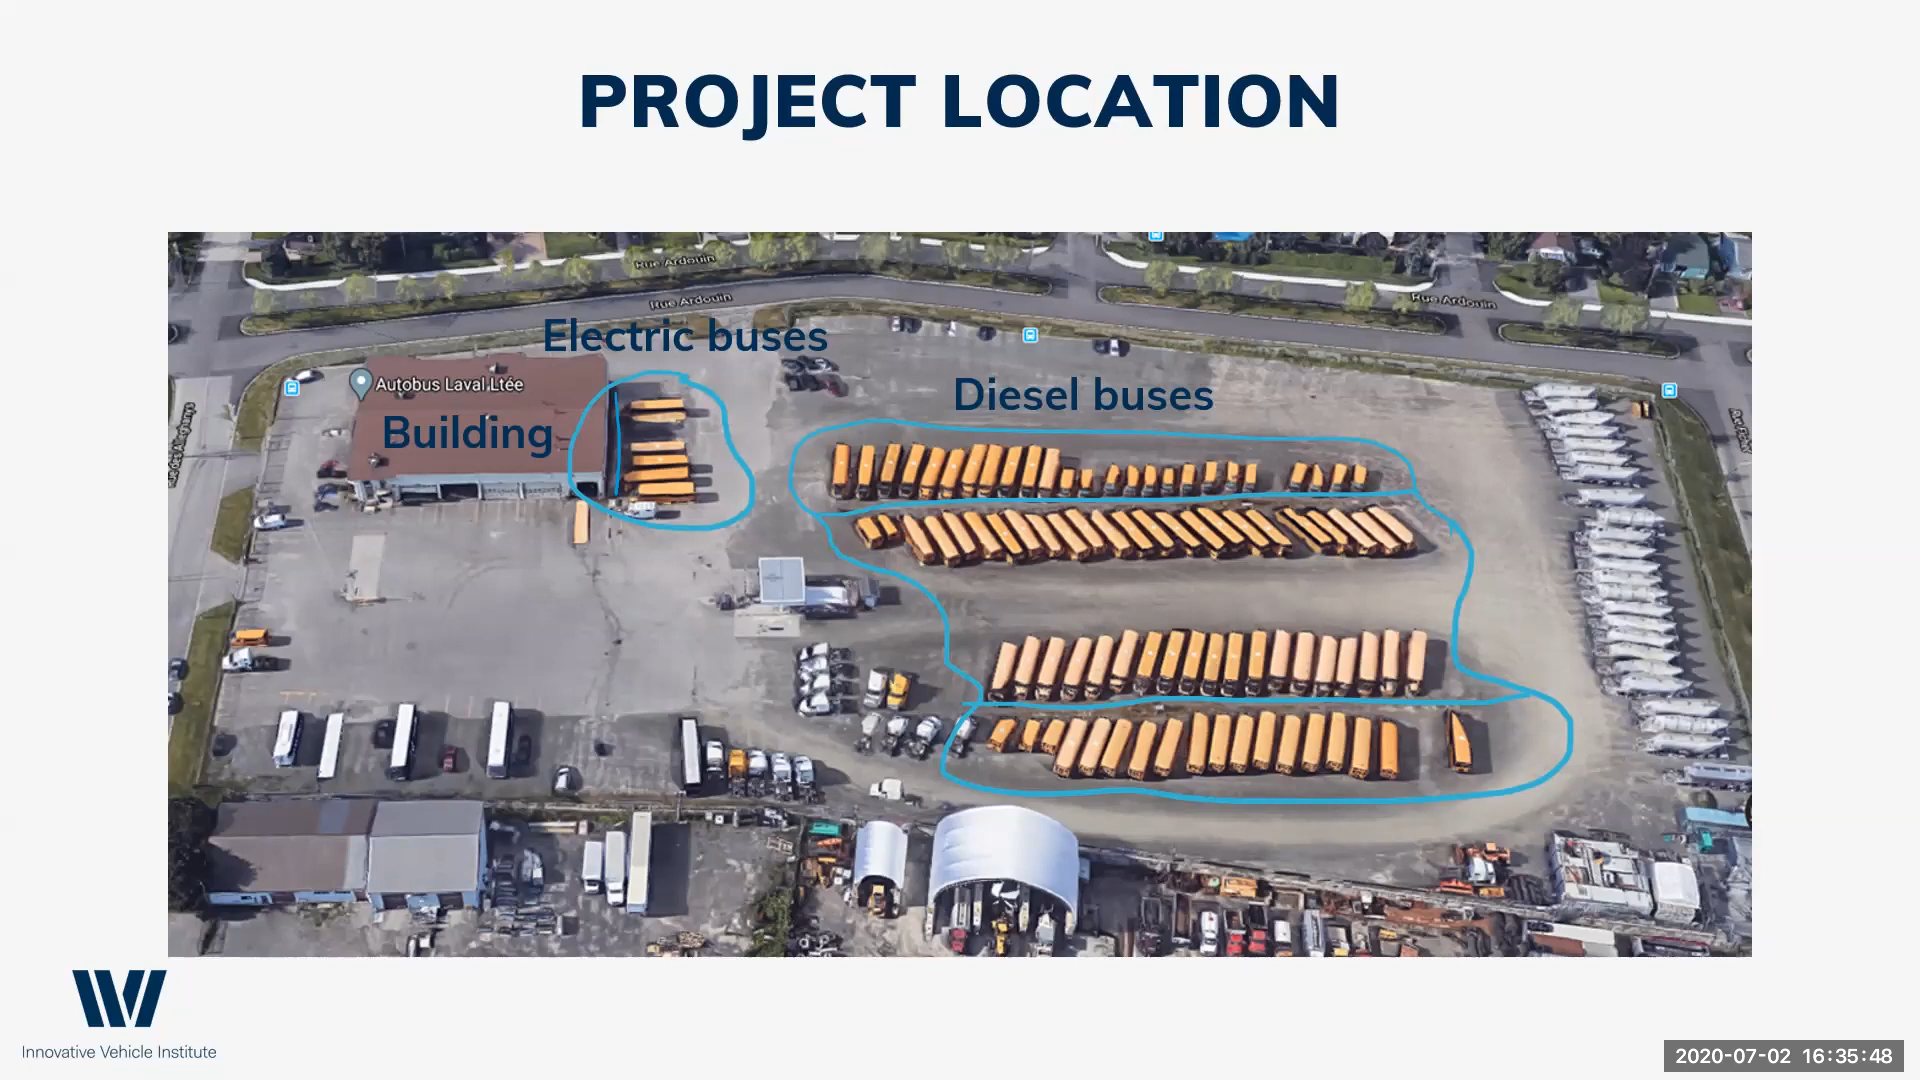 PROJECT LOCATION
Rue Ardouin
Rue Ardouin
Rue Ardouin
Electric buses
Autobus Laval Ltée
Diesel buses
Building
Innovative Vehicle Institute
2020-07-02 16:35:48